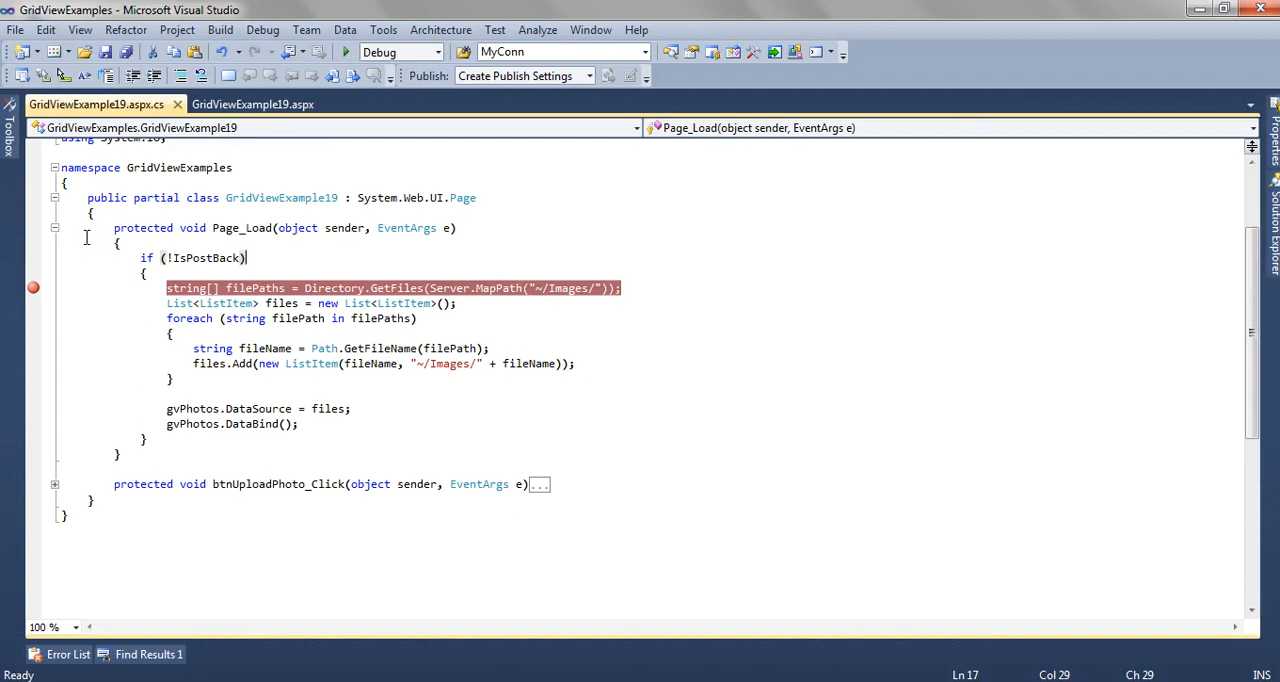 GridViewExamples - Microsoft Visual Studio
File Edit View Refactor Project Build Debug Team Data Tools Architecture Test Analyze Window Help
Debug MyConn
Publish: Create Publish Settings
GridViewExample19.aspx.cs GridViewExample19.aspx
GridViewExamples.GridViewExample19 Page_Load(object sender, EventArgs e)
Toolbox
Properties
Solution Explorer
using System.IO;
namespace GridViewExamples
{
public partial class GridViewExample19 : System.Web.UI.Page
{
protected void Page_Load(object sender, EventArgs e)
{
if (!IsPostBack)
{
string[] filePaths = Directory.GetFiles(Server.MapPath("~/Images/"));
List<ListItem> files = new List<ListItem>();
foreach (string filePath in filePaths)
{
string fileName = Path.GetFileName(filePath);
files.Add(new ListItem(fileName, "~/Images/" + fileName));
}
gvPhotos.DataSource = files;
gvPhotos.DataBind();
}
}
protected void btnUploadPhoto_Click(object sender, EventArgs e)...
}
}
100 %
Error List Find Results 1
Ready Ln 17 Col 29 Ch 29 INS